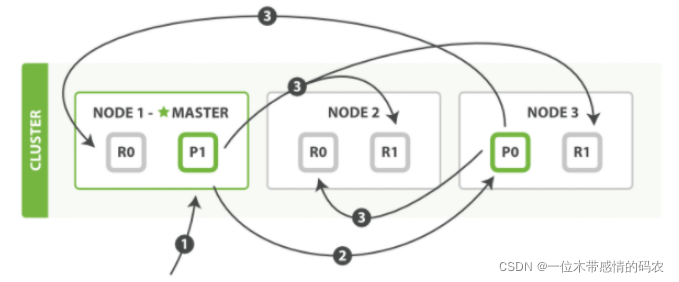 3
CLUSTER
NODE 1 - ★MASTER
R0
P1
3
NODE 2
R0
R1
NODE 3
P0
R1
3
1
2
CSDN @一位木带感情的码农